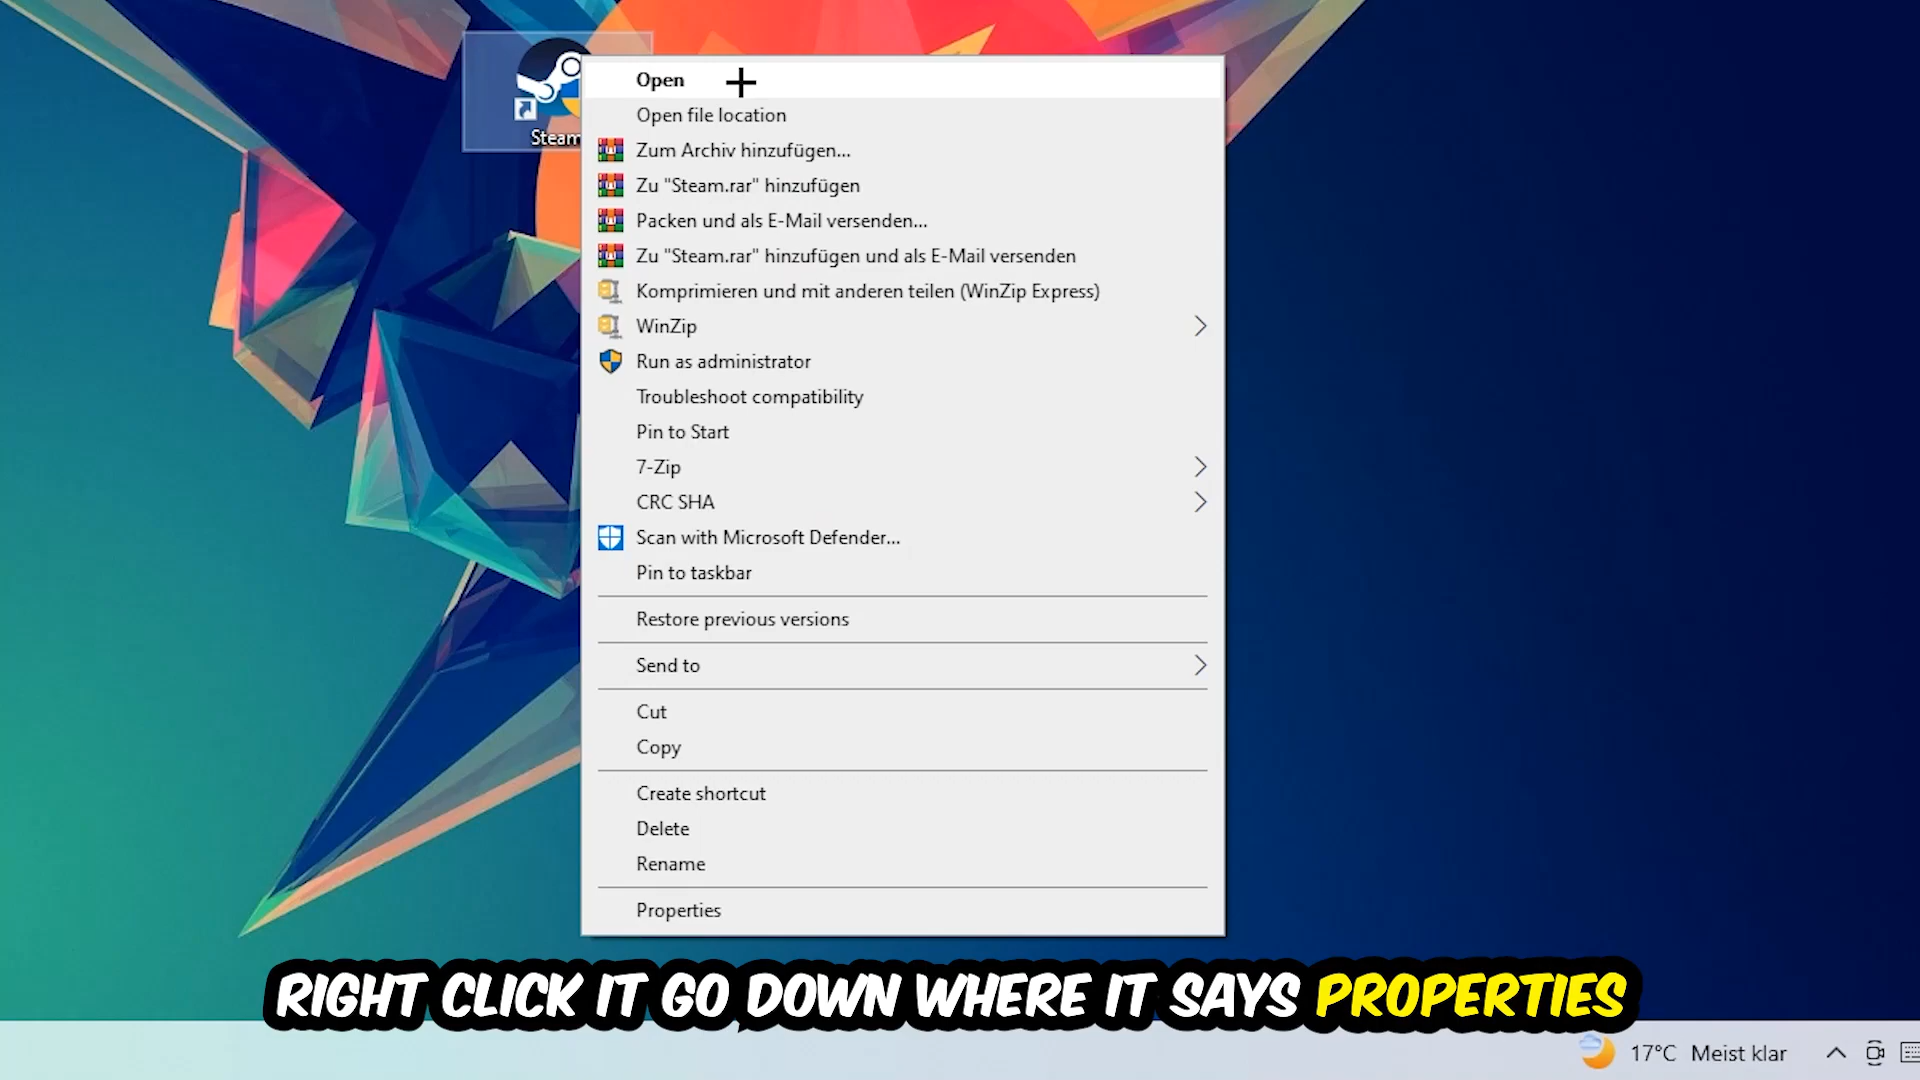 Steam
Open
Open file location
Zum Archiv hinzufügen...
Zu "Steam.rar" hinzufügen
Packen und als E-Mail versenden...
Zu "Steam.rar" hinzufügen und als E-Mail versenden
Komprimieren und mit anderen teilen (WinZip Express)
WinZip
Run as administrator
Troubleshoot compatibility
Pin to Start
7-Zip
CRC SHA
Scan with Microsoft Defender...
Pin to taskbar
Restore previous versions
Send to
Cut
Copy
Create shortcut
Delete
Rename
Properties
RIGHT CLICK IT GO DOWN WHERE IT SAYS PROPERTIES
17°C Meist klar